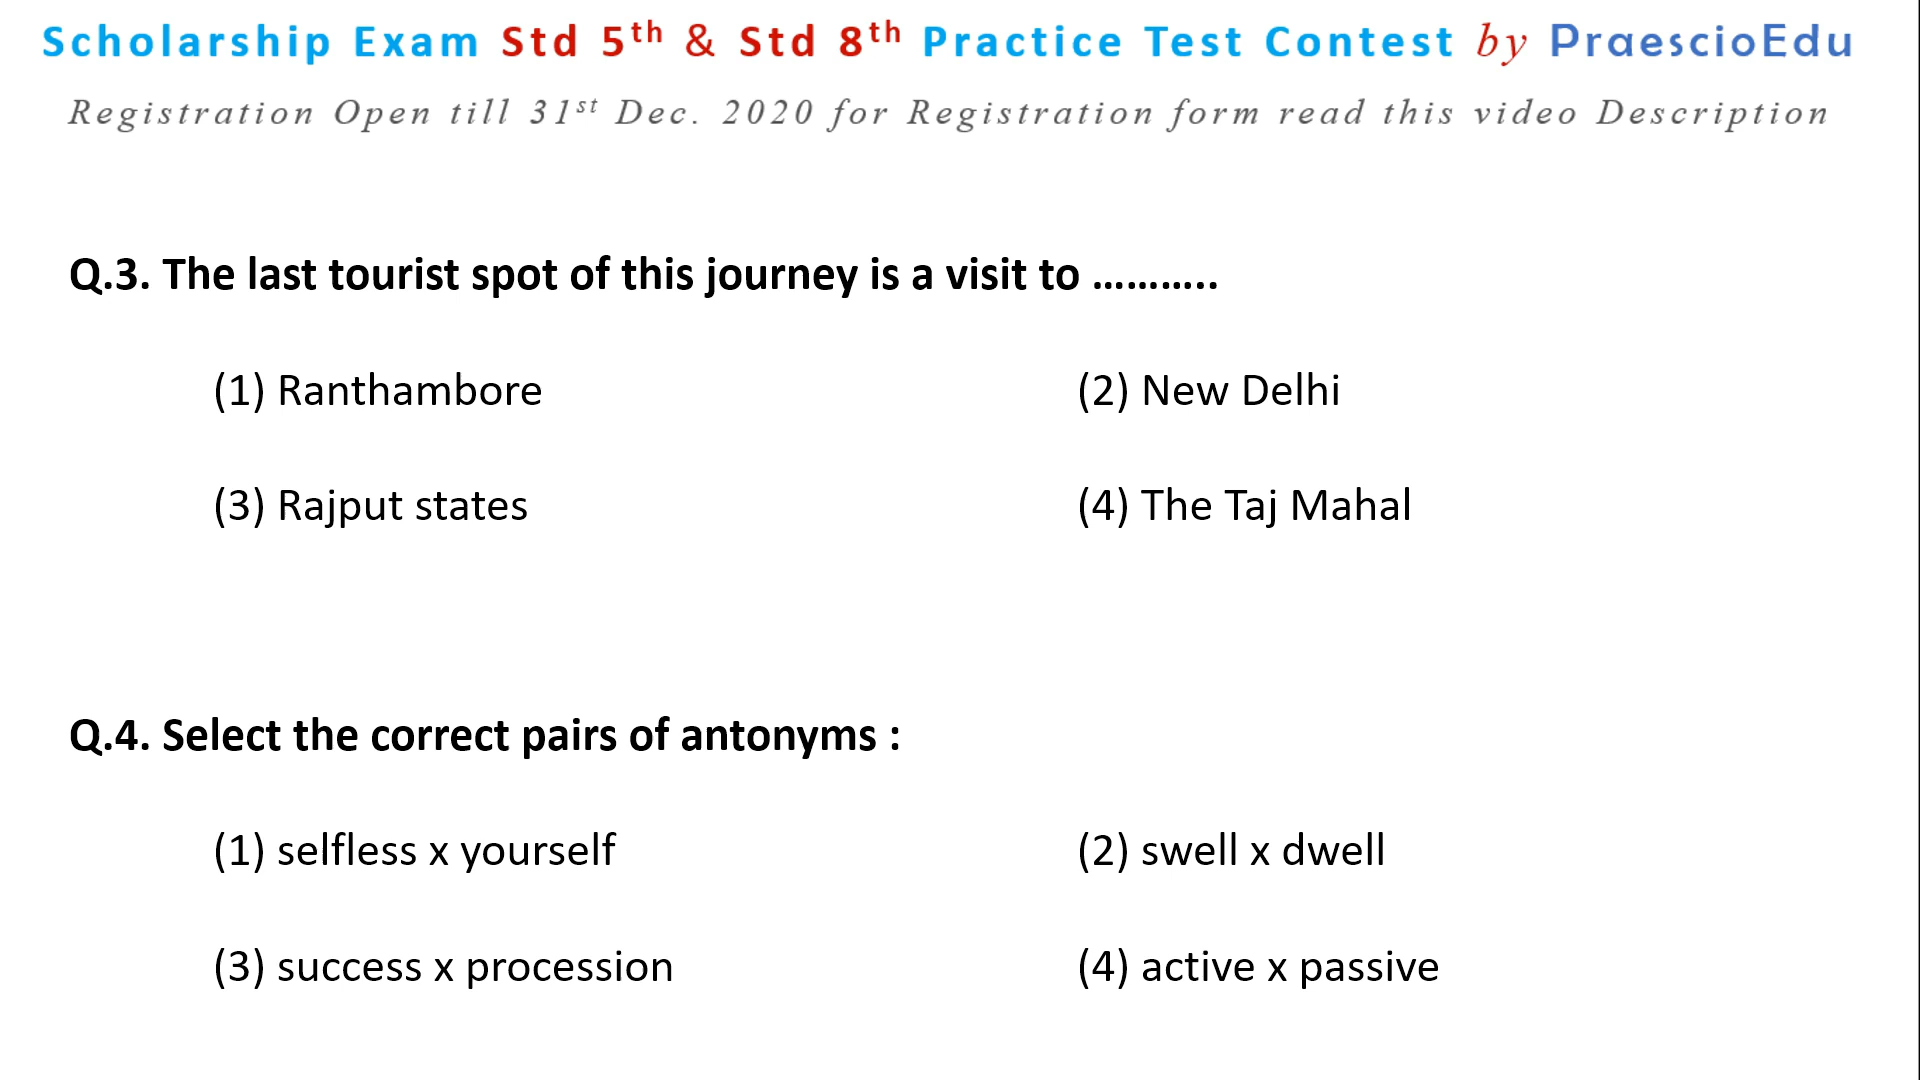 Scholarship Exam Std 5th & Std 8th Practice Test Contest by PraescioEdu
Registration Open till 31st Dec. 2020 for Registration form read this video Description
Q.3. The last tourist spot of this journey is a visit to ………..
(1) Ranthambore (2) New Delhi
(3) Rajput states (4) The Taj Mahal
Q.4. Select the correct pairs of antonyms :
(1) selfless x yourself (2) swell x dwell
(3) success x procession (4) active x passive